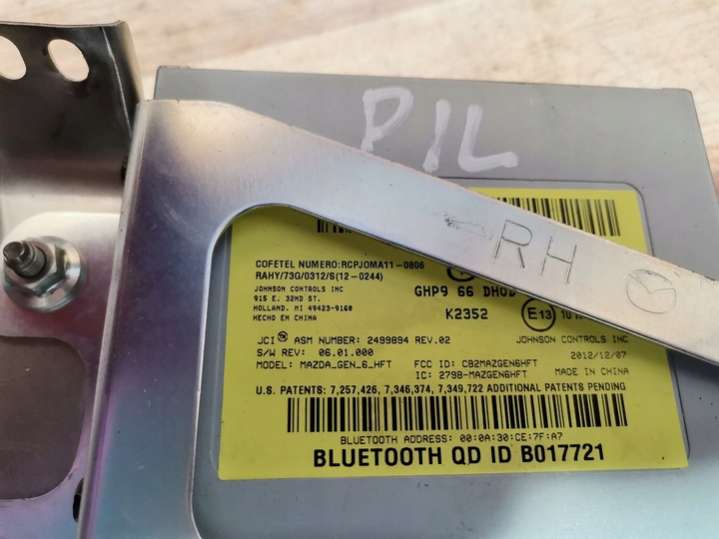 P1L
RH
COFETEL NUMERO:RCPJOMA11-0806
RAHY/73G/0312/S(12-0244)
JOHNSON CONTROLS INC
915 E. 32ND ST.
HOLLAND, MI 49423-9160
HECHO EN CHINA
GHP9 66 DH0
K2352
E13 10
JCI ASM NUMBER: 2499894 REV.02
JOHNSON CONTROLS INC
S/W REV: 06.01.000
2012/12/07
MODEL: MAZDA_GEN_6_HFT
FCC ID: CB2MAZGEN6HFT
IC: 279B-MAZGEN6HFT
MADE IN CHINA
U.S. PATENTS: 7,257,426, 7,346,374, 7,349,722 ADDITIONAL PATENTS PENDING
BLUETOOTH ADDRESS: 00:0A:30:CE:7F:A7
BLUETOOTH QD ID B017721